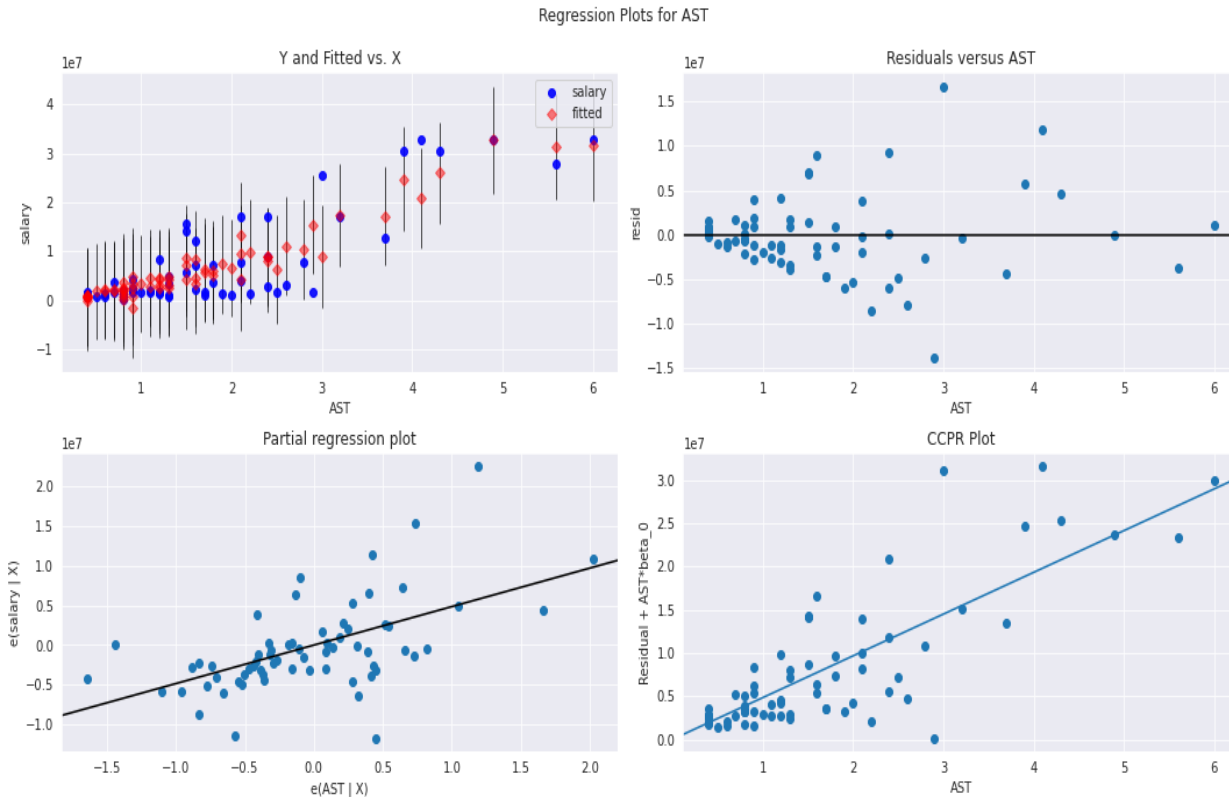 Regression Plots for AST
Y and Fitted vs. X
1e7
salary
fitted
4
3
2
1
0
−1
salary
1 2 3 4 5 6
AST
Residuals versus AST
1e7
1.5
1.0
0.5
0.0
−0.5
−1.0
−1.5
resid
1 2 3 4 5 6
AST
Partial regression plot
1e7
2.0
1.5
1.0
0.5
0.0
−0.5
−1.0
e(salary | X)
−1.5 −1.0 −0.5 0.0 0.5 1.0 1.5 2.0
e(AST | X)
CCPR Plot
1e7
3.0
2.5
2.0
1.5
1.0
0.5
0.0
Residual + AST*beta_0
1 2 3 4 5 6
AST